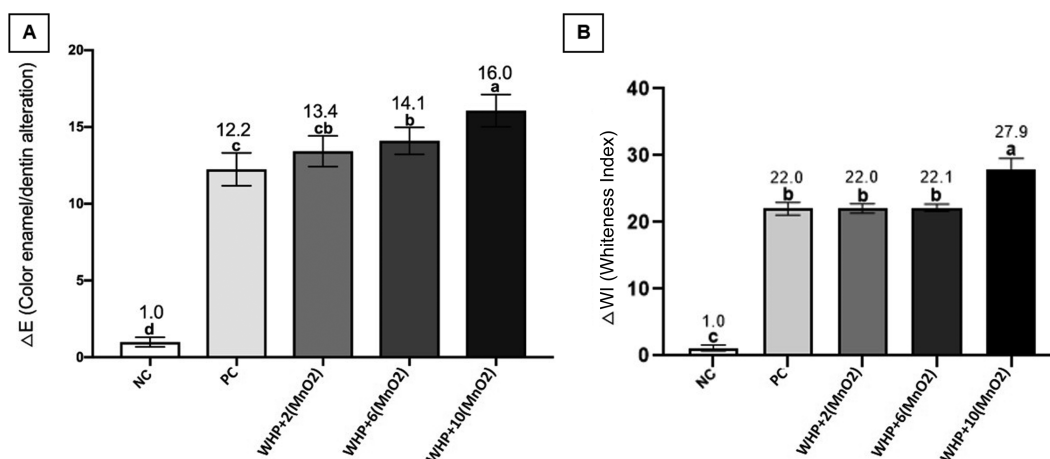 A
△E (Color enamel/dentin alteration)
20
15
10
5
0
1.0
d
12.2
c
13.4
cb
14.1
b
16.0
a
NC
PC
WHP+2(MnO2)
WHP+6(MnO2)
WHP+10(MnO2)
B
△WI (Whiteness Index)
40
30
20
10
0
1.0
c
22.0
b
22.0
b
22.1
b
27.9
a
NC
PC
WHP+2(MnO2)
WHP+6(MnO2)
WHP+10(MnO2)